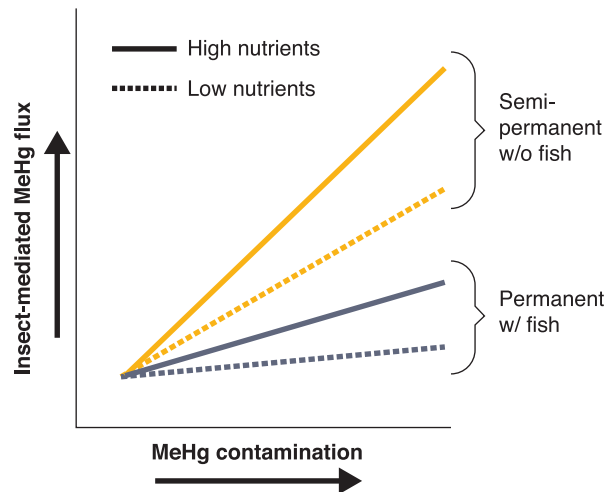 High nutrients
Low nutrients
Semi-
permanent
w/o fish
Permanent
w/ fish
Insect-mediated MeHg flux
MeHg contamination